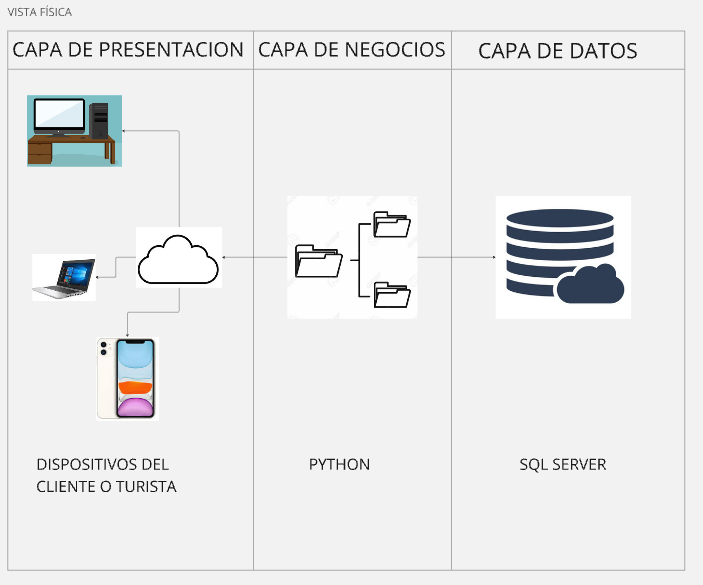 VISTA FÍSICA
CAPA DE PRESENTACION
CAPA DE NEGOCIOS
CAPA DE DATOS
DISPOSITIVOS DEL
CLIENTE O TURISTA
PYTHON
SQL SERVER